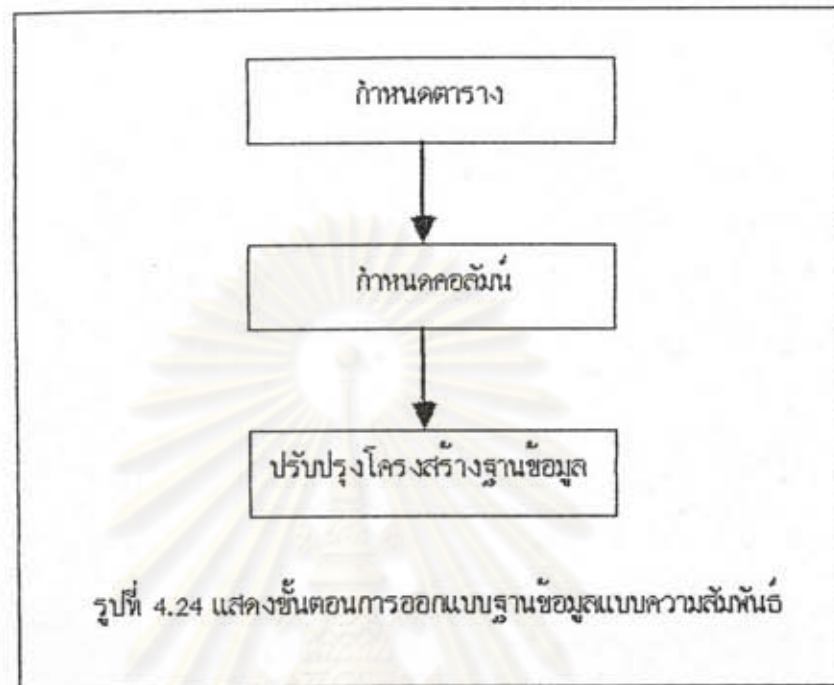 กำหนดตาราง
กำหนดคอลัมน์
ปรับปรุงโครงสร้างฐานข้อมูล
รูปที่ 4.24 แสดงขั้นตอนการออกแบบฐานข้อมูลแบบความสัมพันธ์